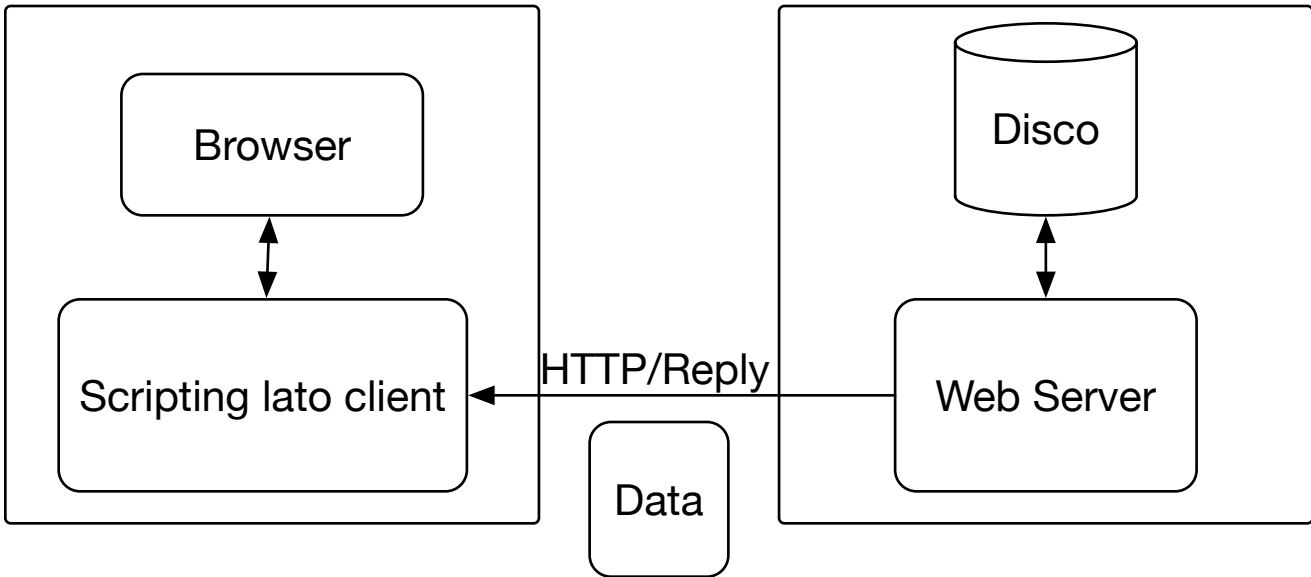 Browser
Disco
Scripting lato client
HTTP/Reply
Web Server
Data